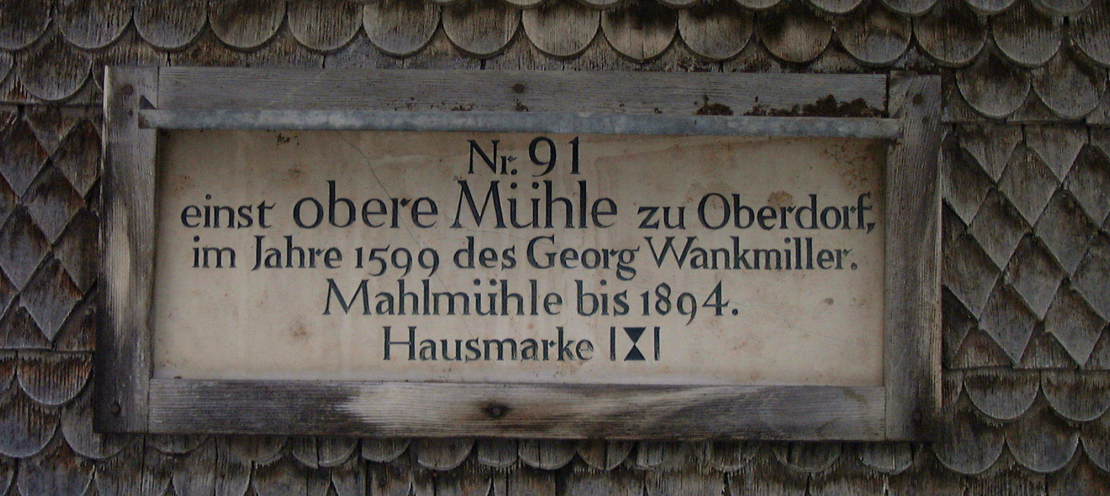 Nr. 91
einst obere Mühle zu Oberdorf,
im Jahre 1599 des Georg Wankmiller.
Mahlmühle bis 1894.
Hausmarke